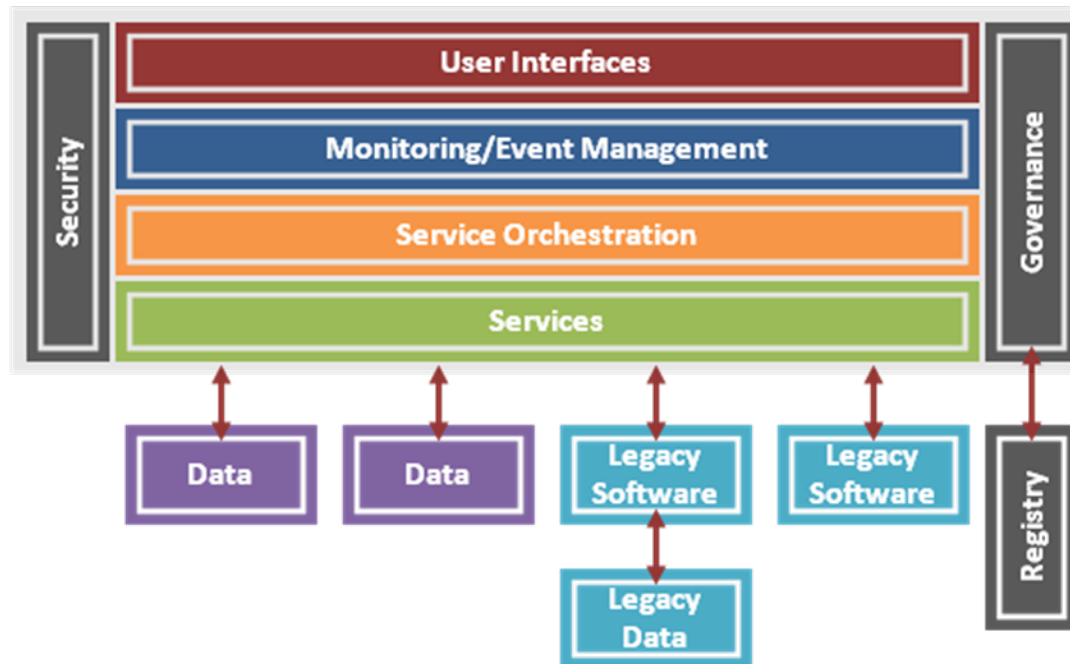 Security
User Interfaces
Monitoring/Event Management
Service Orchestration
Services
Governance
Data
Data
Legacy
Software
Legacy
Software
Registry
Legacy
Data